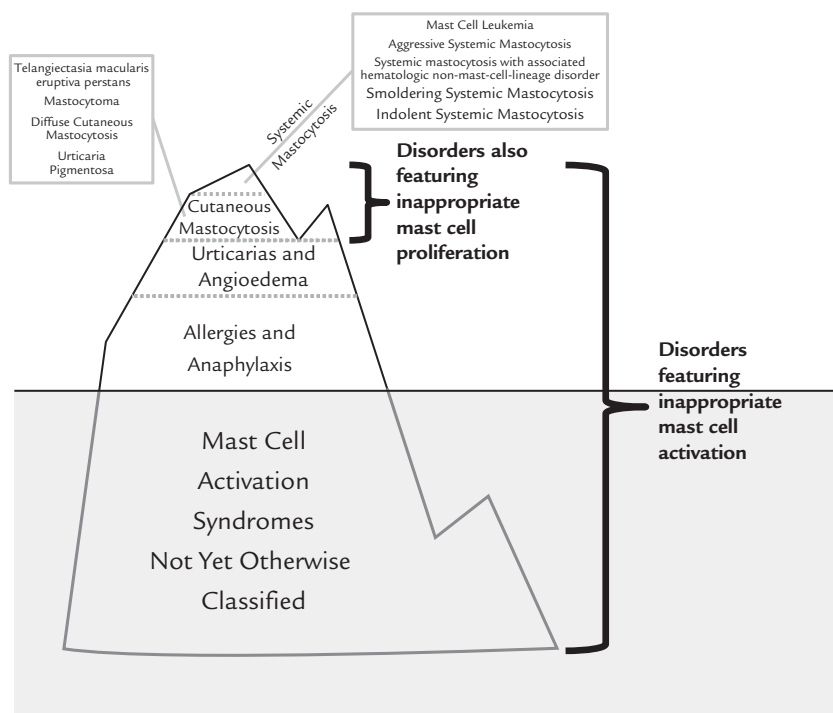 Mast Cell Leukemia
Aggressive Systemic Mastocytosis
Systemic mastocytosis with associated
hematologic non-mast-cell-lineage disorder
Smoldering Systemic Mastocytosis
Indolent Systemic Mastocytosis
Telangiectasia macularis
eruptiva perstans
Mastocytoma
Diffuse Cutaneous
Mastocytosis
Urticaria
Pigmentosa
Systemic
Mastocytosis
Disorders also
featuring
inappropriate
mast cell
proliferation
Cutaneous
Mastocytosis
Urticarias and
Angioedema
Allergies and
Anaphylaxis
Disorders
featuring
inappropriate
mast cell
activation
Mast Cell
Activation
Syndromes
Not Yet Otherwise
Classified